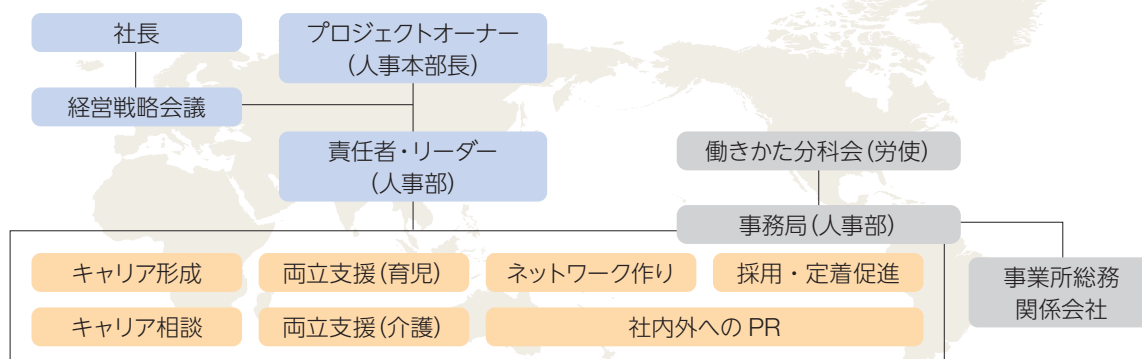 社長
プロジェクトオーナー
(人事本部長)
経営戦略会議
責任者・リーダー
(人事部)
働きかた分科会(労使)
事務局(人事部)
キャリア形成
両立支援(育児)
ネットワーク作り
採用・定着促進
事業所総務
関係会社
キャリア相談
両立支援(介護)
社内外へのPR